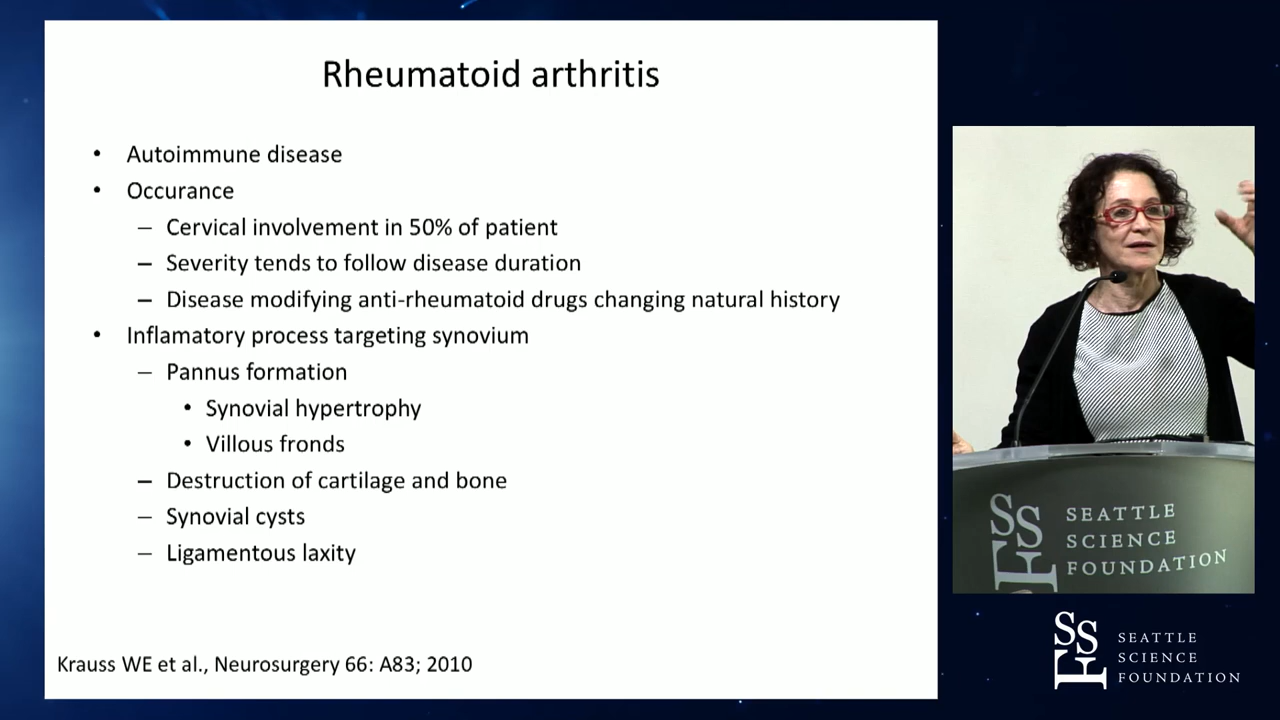 Rheumatoid arthritis
• Autoimmune disease
• Occurance
– Cervical involvement in 50% of patient
– Severity tends to follow disease duration
– Disease modifying anti-rheumatoid drugs changing natural history
• Inflamatory process targeting synovium
– Pannus formation
• Synovial hypertrophy
• Villous fronds
– Destruction of cartilage and bone
– Synovial cysts
– Ligamentous laxity
Krauss WE et al., Neurosurgery 66: A83; 2010
SSF
SEATTLE
SCIENCE
FOUNDATION
SSF
SEATTLE
SCIENCE
FOUNDATION